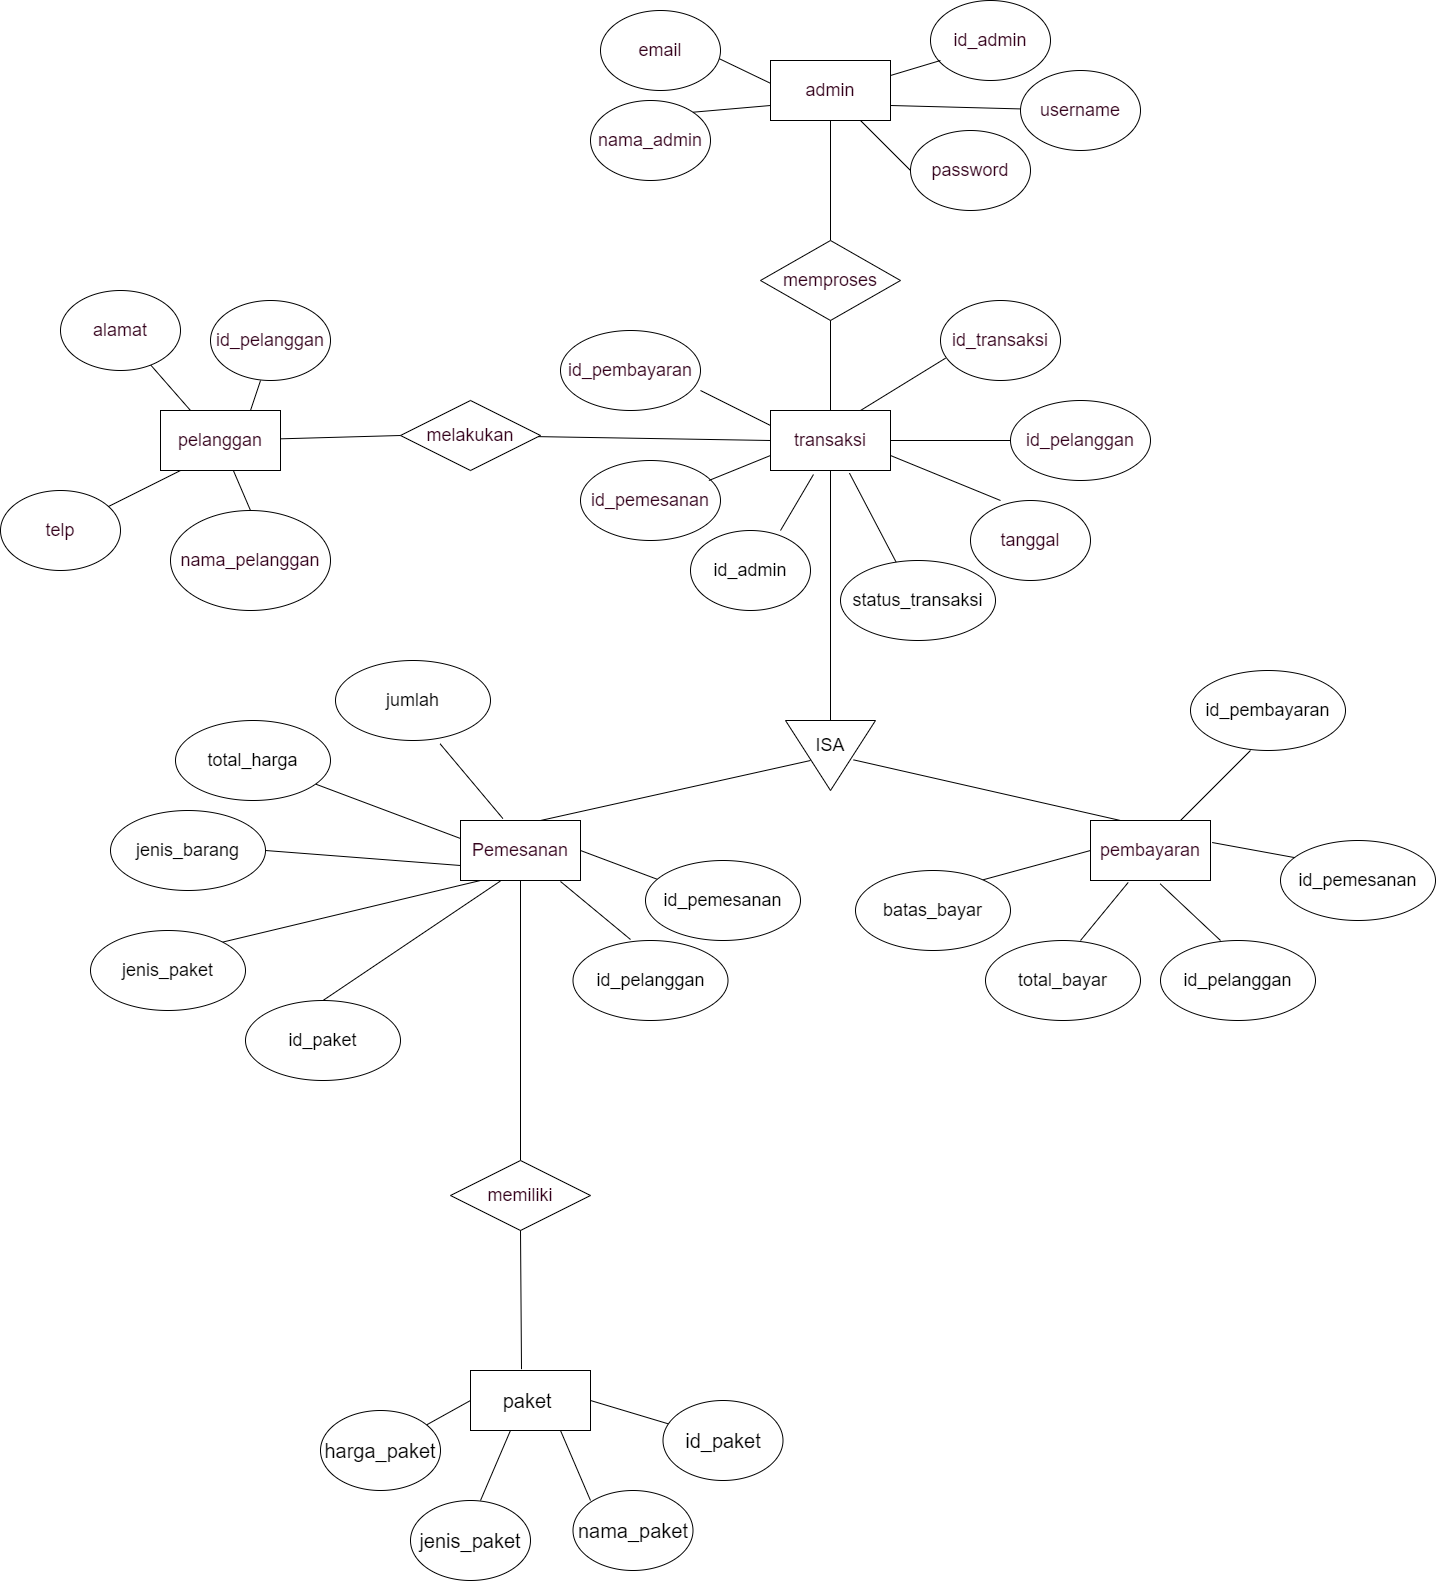 email
id_admin
admin
username
nama_admin
password
memproses
alamat
id_pelanggan
id_pembayaran
id_transaksi
pelanggan
melakukan
transaksi
id_pelanggan
telp
nama_pelanggan
id_pemesanan
id_admin
status_transaksi
tanggal
jumlah
total_harga
ISA
id_pembayaran
jenis_barang
Pemesanan
pembayaran
id_pemesanan
id_pemesanan
batas_bayar
jenis_paket
id_pelanggan
total_bayar
id_pelanggan
id_paket
memiliki
paket
harga_paket
id_paket
jenis_paket
nama_paket